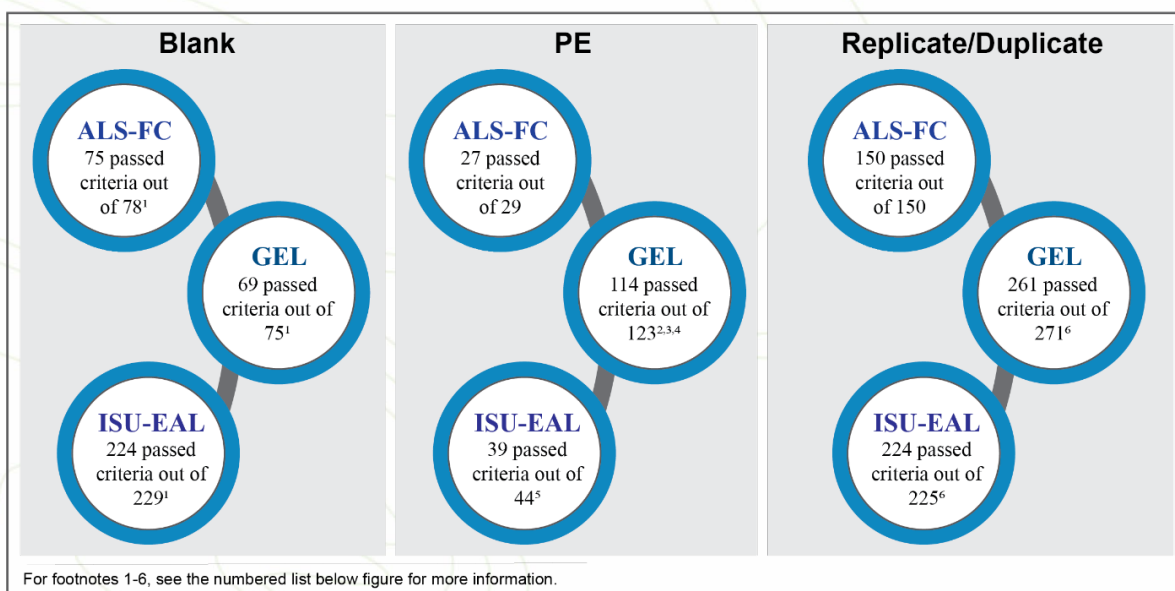 Blank
ALS-FC
75 passed
criteria out
of 78¹
GEL
69 passed
criteria out of
75¹
ISU-EAL
224 passed
criteria out of
229¹
PE
ALS-FC
27 passed
criteria out
of 29
GEL
114 passed
criteria out of
123²,³,⁴
ISU-EAL
39 passed
criteria out of
44⁵
Replicate/Duplicate
ALS-FC
150 passed
criteria out
of 150
GEL
261 passed
criteria out of
271⁶
ISU-EAL
224 passed
criteria out of
225⁶
For footnotes 1-6, see the numbered list below figure for more information.